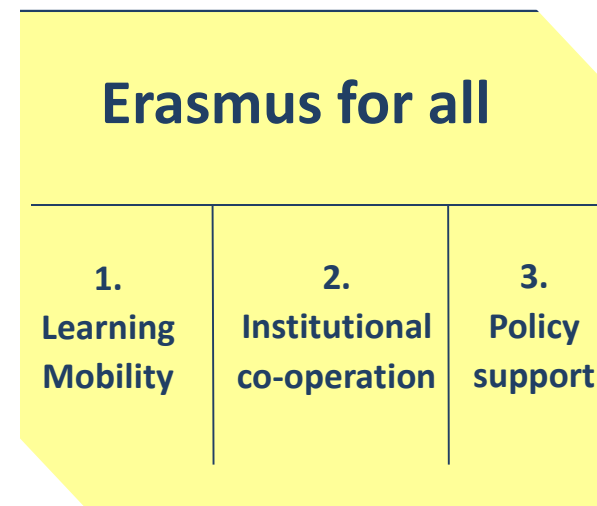 Erasmus for all
1.
Learning
Mobility
2.
Institutional
co-operation
3.
Policy
support